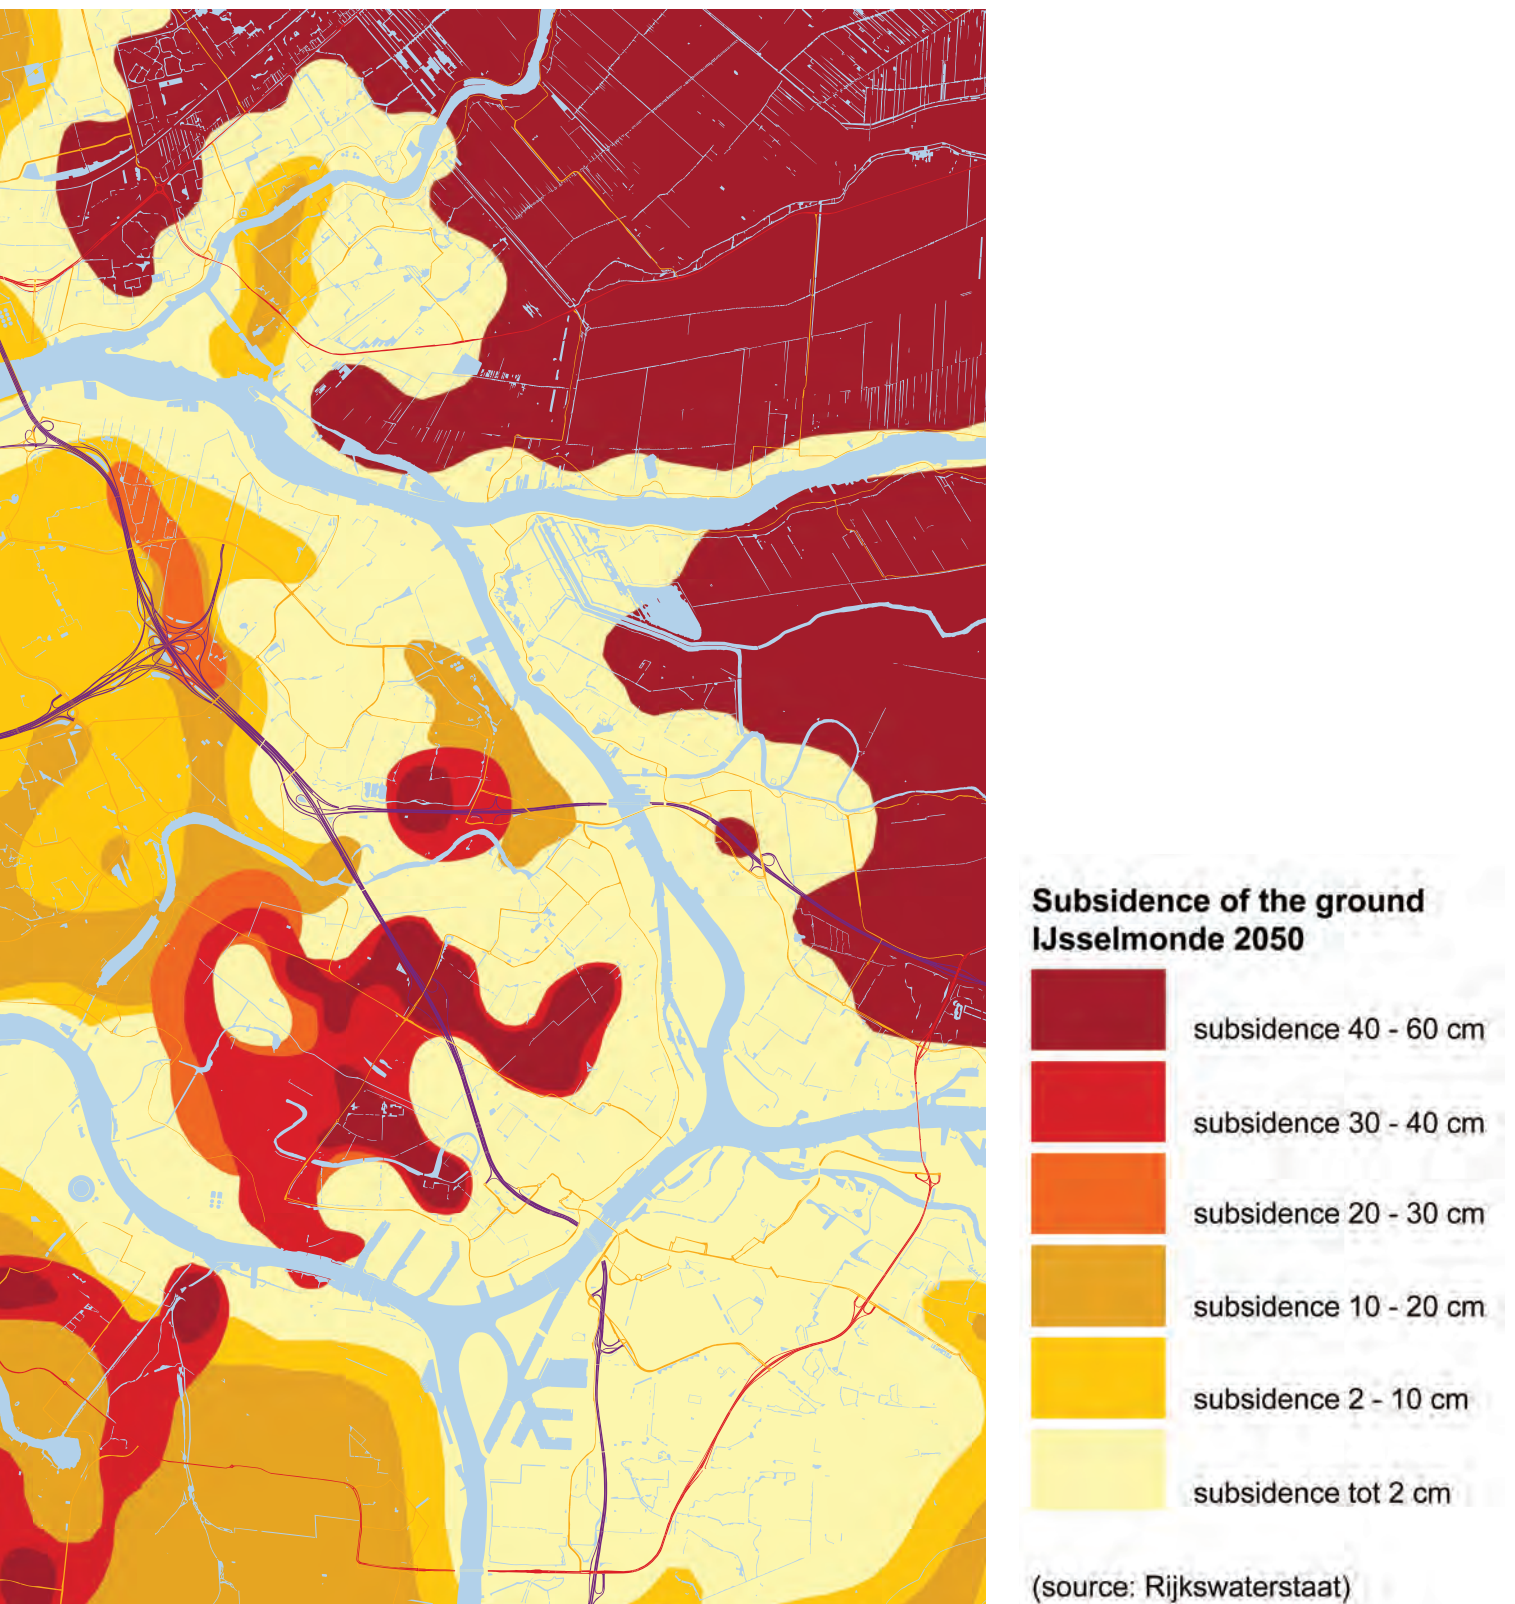 Subsidence of the ground
IJsselmonde 2050
subsidence 40 - 60 cm
subsidence 30 - 40 cm
subsidence 20 - 30 cm
subsidence 10 - 20 cm
subsidence 2 - 10 cm
subsidence tot 2 cm
(source: Rijkswaterstaat)